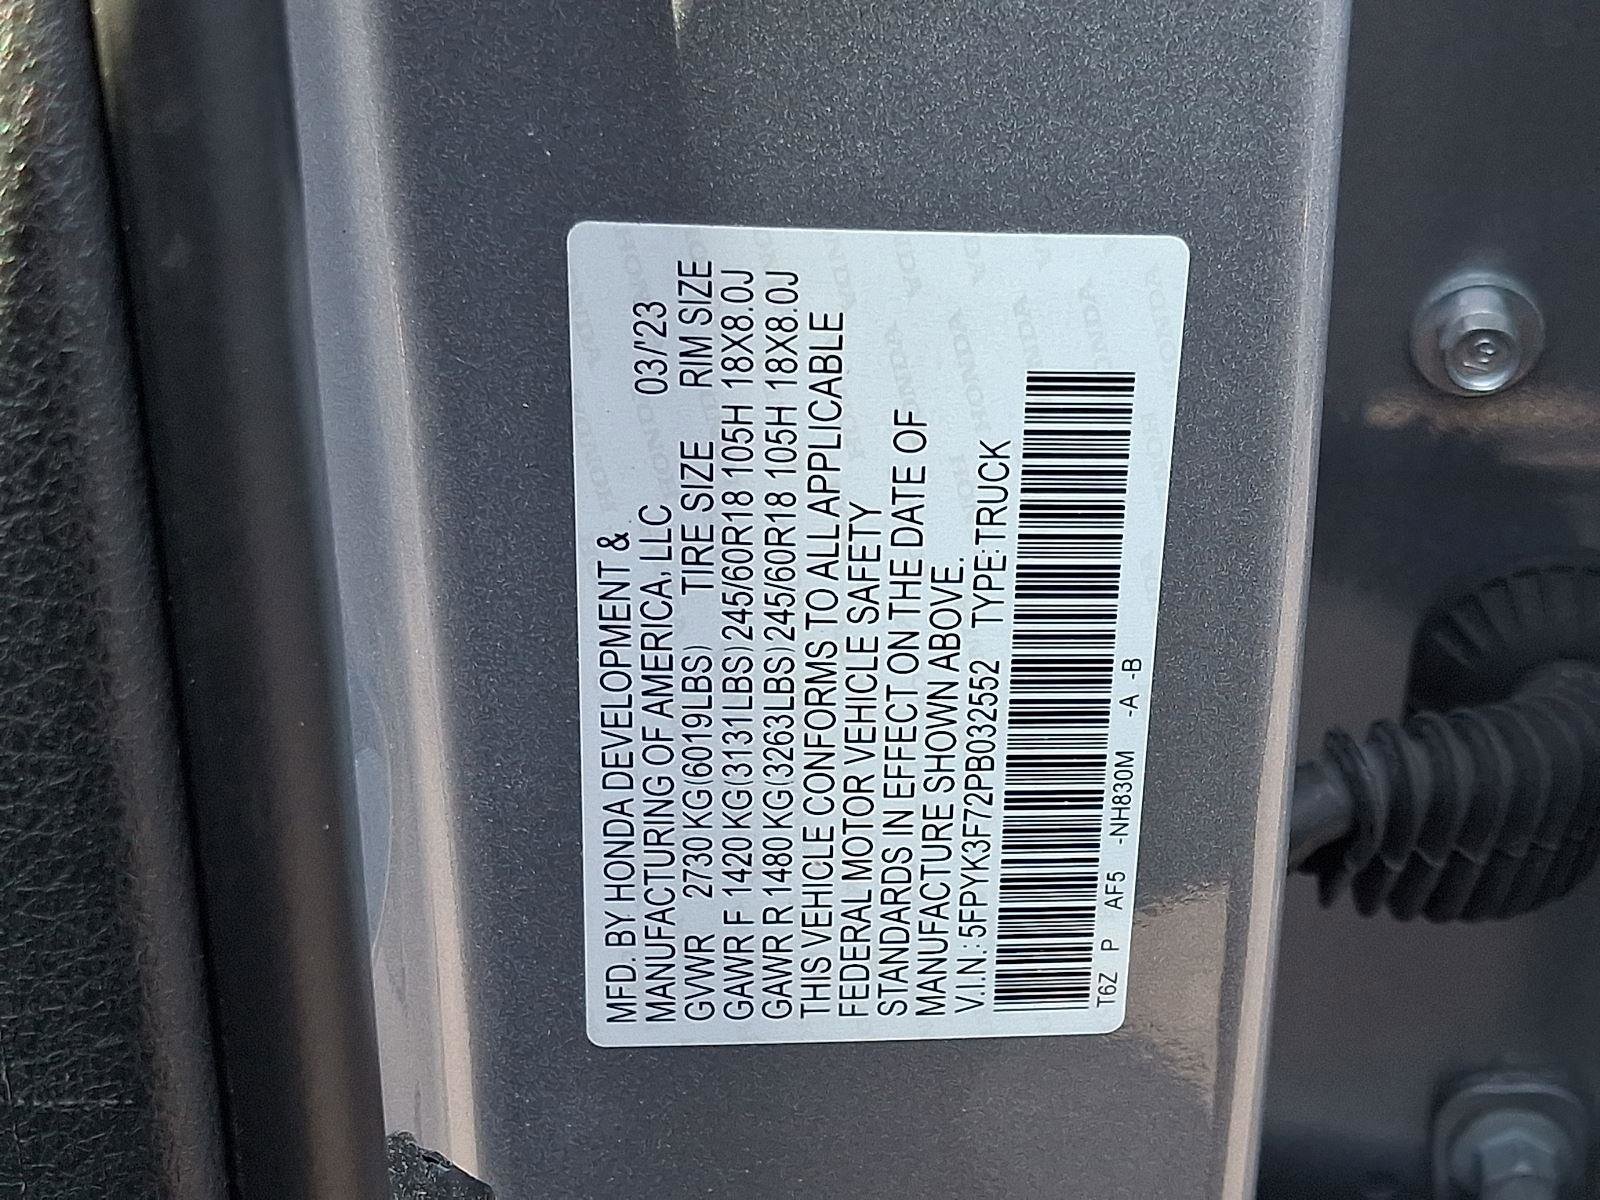 MFD. BY HONDA DEVELOPMENT &
MANUFACTURING OF AMERICA, LLC 03/'23
GVWR 2730 KG(6019LBS) TIRE SIZE RIM SIZE
GAWR F 1420 KG(3131LBS) 245/60R18 105H 18X8.0J
GAWR R 1480 KG(3263LBS) 245/60R18 105H 18X8.0J
THIS VEHICLE CONFORMS TO ALL APPLICABLE
FEDERAL MOTOR VEHICLE SAFETY
STANDARDS IN EFFECT ON THE DATE OF
MANUFACTURE SHOWN ABOVE.
V.I.N.: 5FPYK3F72PB032552 TYPE:TRUCK
T6Z P AF5 -NH830M -A -B